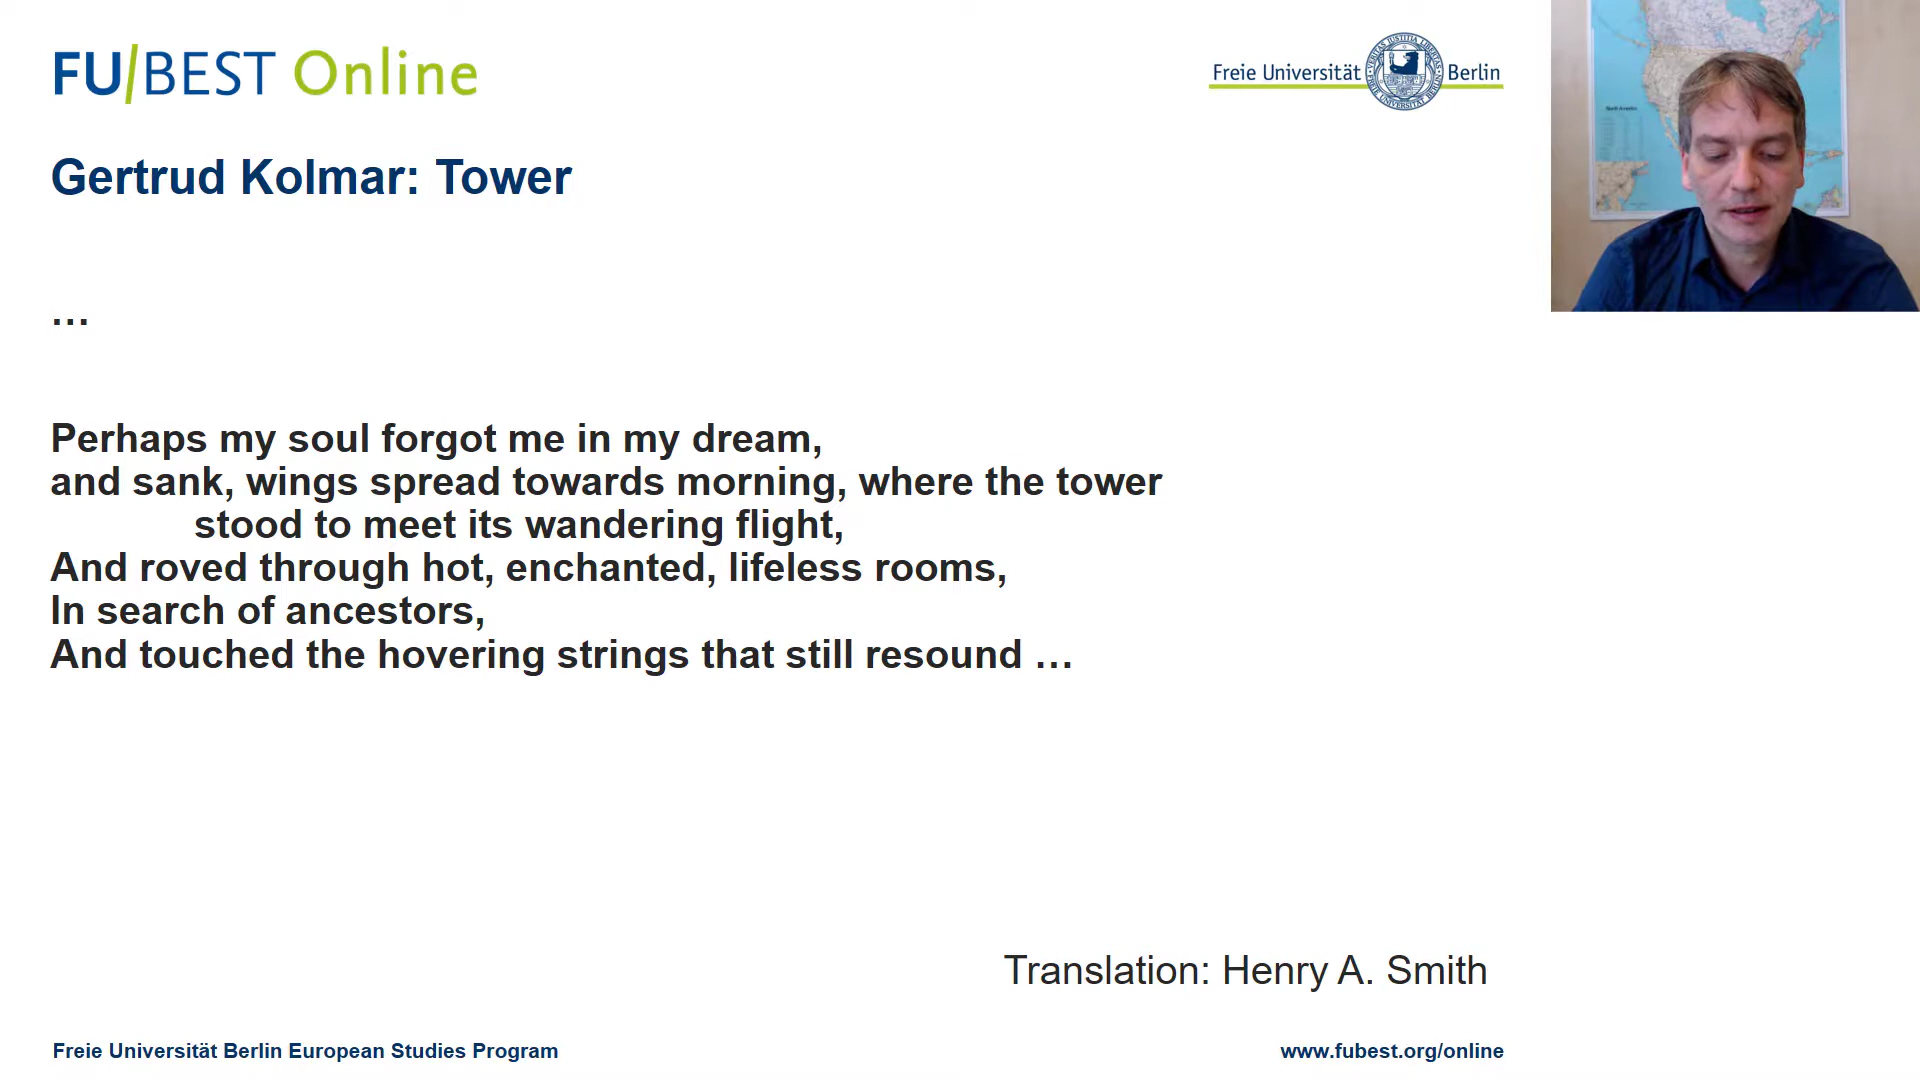 FU/BEST Online
Freie Universität Berlin
Gertrud Kolmar: Tower
…
Perhaps my soul forgot me in my dream,
and sank, wings spread towards morning, where the tower
stood to meet its wandering flight,
And roved through hot, enchanted, lifeless rooms,
In search of ancestors,
And touched the hovering strings that still resound …
Translation: Henry A. Smith
Freie Universität Berlin European Studies Program
www.fubest.org/online